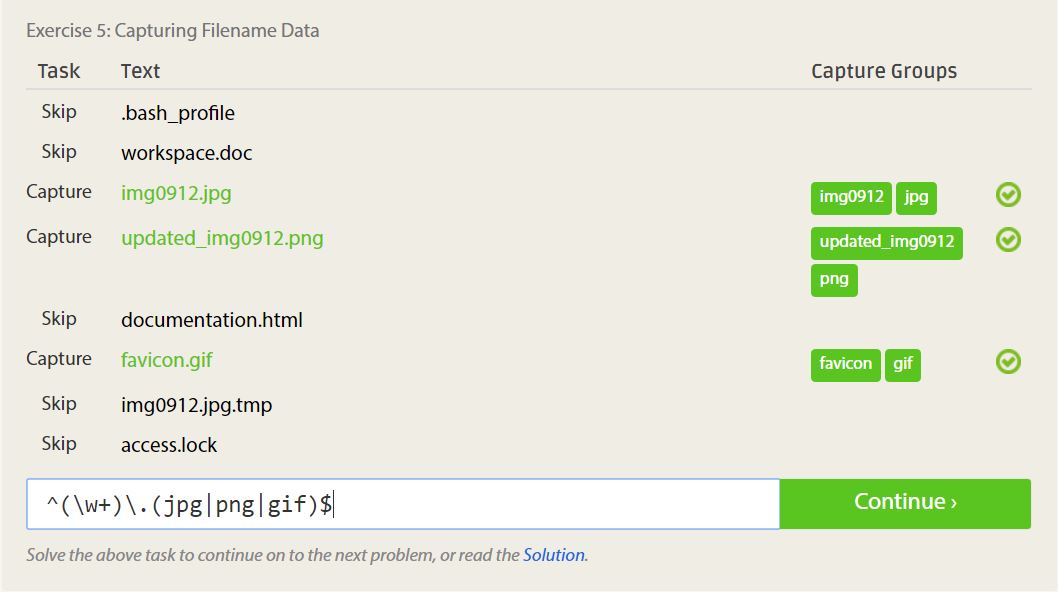 Exercise 5: Capturing Filename Data
Task Text Capture Groups
Skip .bash_profile
Skip workspace.doc
Capture img0912.jpg img0912 jpg
Capture updated_img0912.png updated_img0912
png
Skip documentation.html
Capture favicon.gif favicon gif
Skip img0912.jpg.tmp
Skip access.lock
^(\w+)\.(jpg|png|gif)$ Continue ›
Solve the above task to continue on to the next problem, or read the Solution.